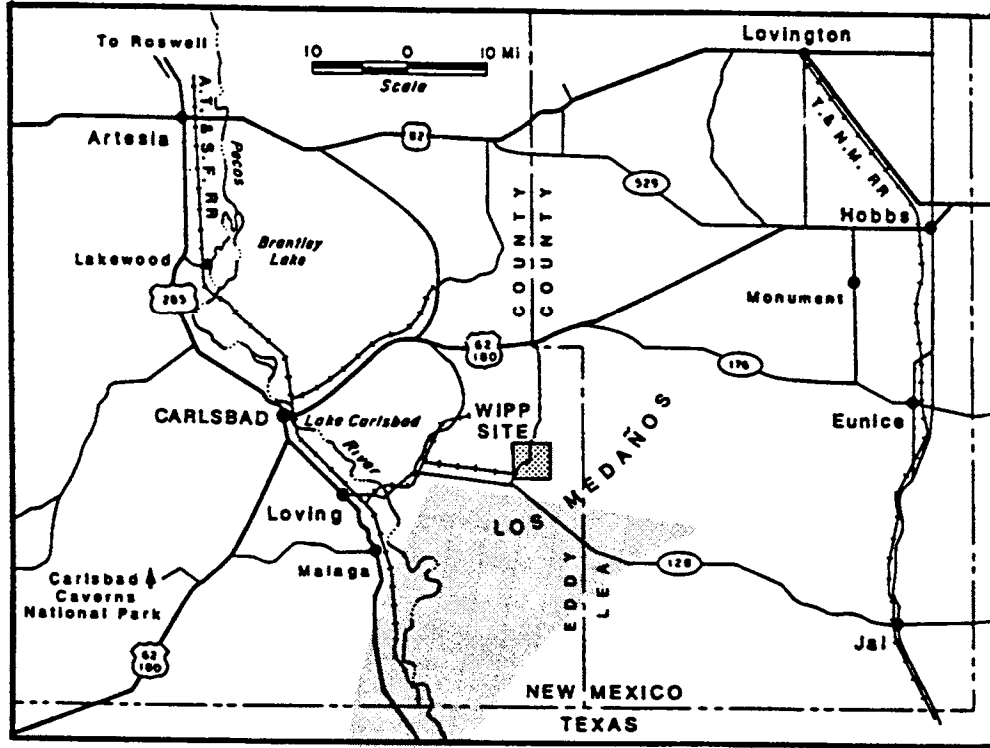 To Roswell
10 0 10 Mi
Scale
Lovington
A.T. & S.F. RR
Artesia
Pecos
62
T. & N.M. RR
529
Hobbs
Brantley
Lake
Lakewood
285
COUNTY
COUNTY
Monument
62
180
176
CARLSBAD
Lake Carlsbad
WIPP
SITE
Eunice
River
LOS MEDAÑOS
Loving
Malaga
128
EDDY
LEA
Carlsbad
Caverns
National Park
Jal
62
180
NEW MEXICO
TEXAS